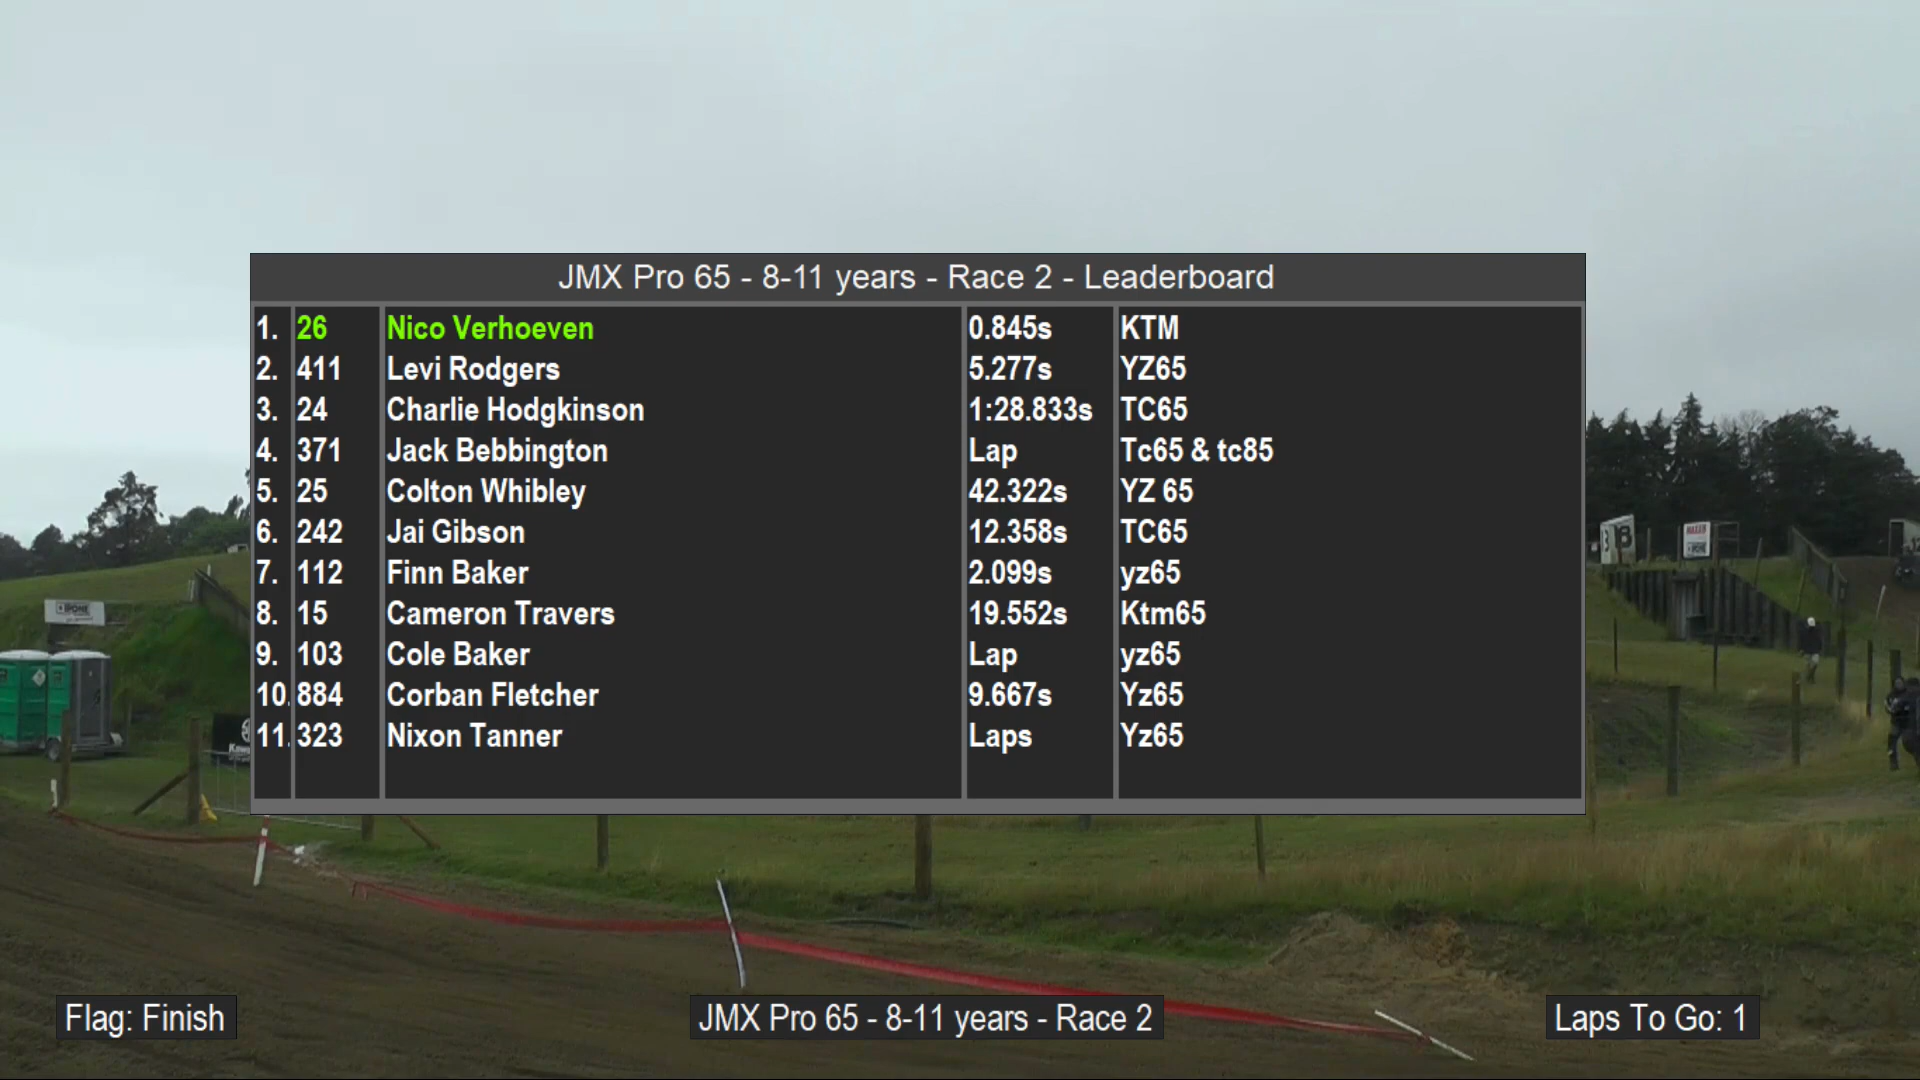 JMX Pro 65 - 8-11 years - Race 2 - Leaderboard
1. 26 Nico Verhoeven 0.845s KTM
2. 411 Levi Rodgers 5.277s YZ65
3. 24 Charlie Hodgkinson 1:28.833s TC65
4. 371 Jack Bebbington Lap Tc65 & tc85
5. 25 Colton Whibley 42.322s YZ 65
6. 242 Jai Gibson 12.358s TC65
7. 112 Finn Baker 2.099s yz65
8. 15 Cameron Travers 19.552s Ktm65
9. 103 Cole Baker Lap yz65
10. 884 Corban Fletcher 9.667s Yz65
11. 323 Nixon Tanner Laps Yz65
Flag: Finish
JMX Pro 65 - 8-11 years - Race 2
Laps To Go: 1